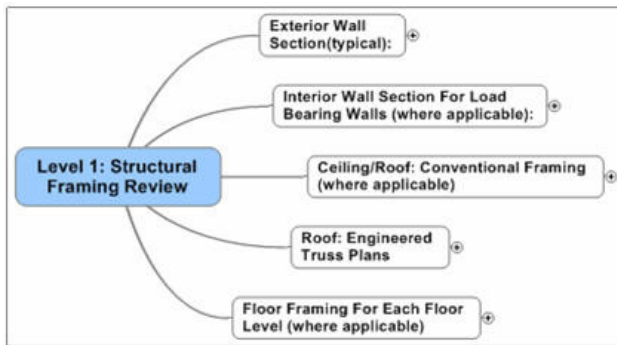 Exterior Wall
Section(typical):
Interior Wall Section For Load
Bearing Walls (where applicable):
Level 1: Structural
Framing Review
Ceiling/Roof: Conventional Framing
(where applicable)
Roof: Engineered
Truss Plans
Floor Framing For Each Floor
Level (where applicable)